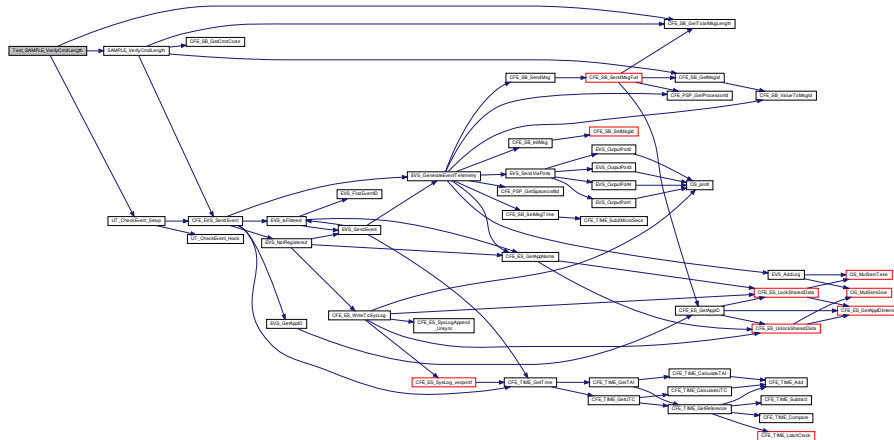 CFE_SB_GetTotalMsgLength
CFE_SB_GetCmdCode
Test_SAMPLE_VerifyCmdLength
SAMPLE_VerifyCmdLength
CFE_SB_SendMsg
CFE_SB_SendMsgFull
CFE_SB_GetMsgId
CFE_PSP_GetProcessorId
CFE_SB_ValueToMsgId
CFE_SB_InitMsg
CFE_SB_SetMsgId
EVS_OutputPort2
EVS_GenerateEventTelemetry
EVS_SendViaPorts
EVS_OutputPort3
EVS_OutputPort4
OS_printf
CFE_PSP_GetSpacecraftId
EVS_FindEventID
EVS_OutputPort1
CFE_SB_SetMsgTime
CFE_TIME_Sub2MicroSecs
UT_CheckEvent_Setup
CFE_EVS_SendEvent
EVS_IsFiltered
EVS_SendEvent
UT_CheckEvent_Hook
EVS_NotRegistered
CFE_ES_GetAppName
EVS_AddLog
OS_MutSemTake
CFE_ES_LockSharedData
OS_MutSemGive
CFE_ES_GetAppID
CFE_ES_GetAppIDInternal
CFE_ES_WriteToSysLog
EVS_GetAppID
CFE_ES_SysLogAppend
_Unsync
CFE_ES_UnlockSharedData
CFE_TIME_CalculateTAI
CFE_ES_SysLog_vsnprintf
CFE_TIME_GetTime
CFE_TIME_GetTAI
CFE_TIME_Add
CFE_TIME_CalculateUTC
CFE_TIME_GetUTC
CFE_TIME_Subtract
CFE_TIME_GetReference
CFE_TIME_Compare
CFE_TIME_LatchClock